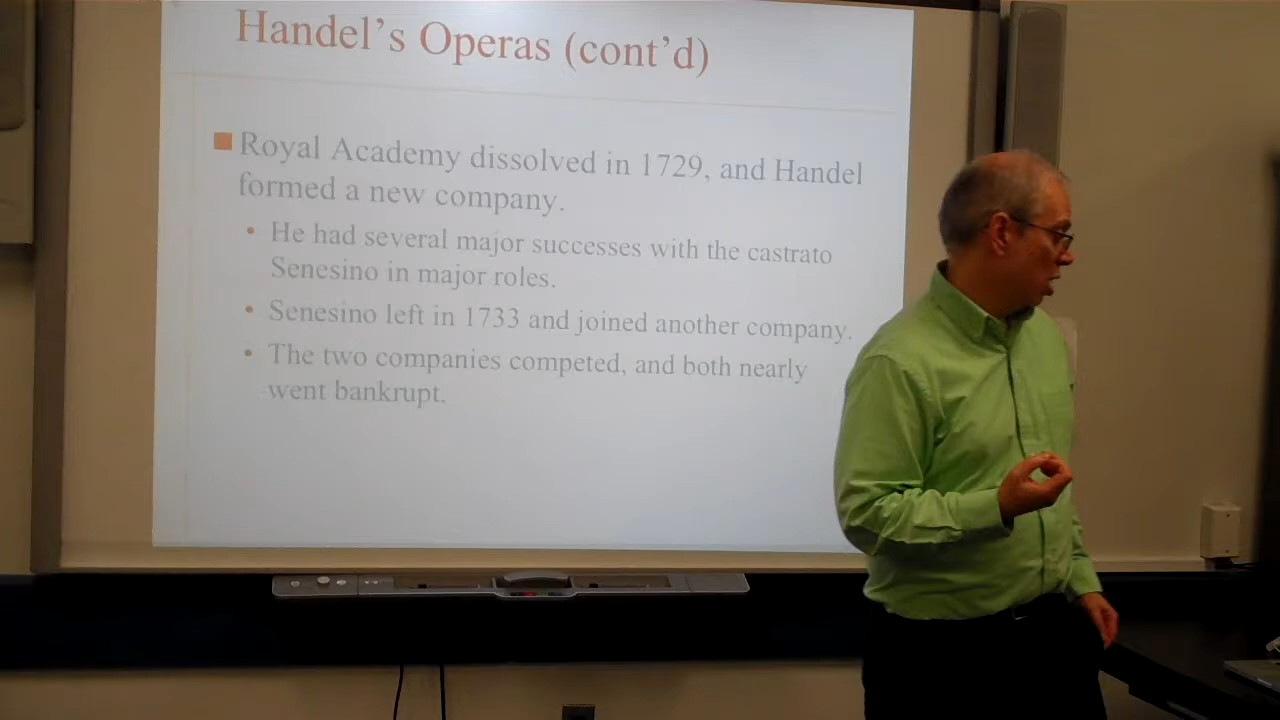 Handel’s Operas (cont’d)
Royal Academy dissolved in 1729, and Handel
formed a new company.
• He had several major successes with the castrato
Senesino in major roles.
• Senesino left in 1733 and joined another company.
• The two companies competed, and both nearly
went bankrupt.